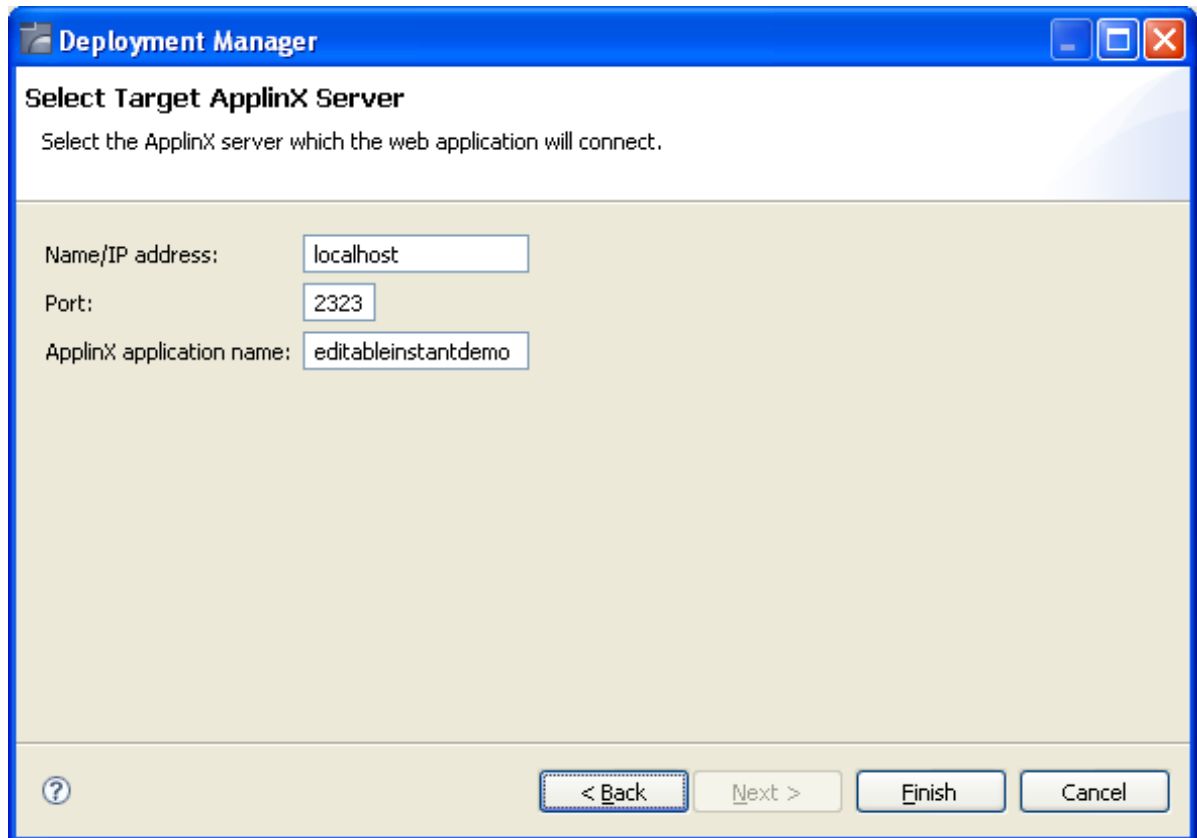 Deployment Manager
Select Target ApplinX Server
Select the ApplinX server which the web application will connect.
Name/IP address: localhost
Port: 2323
ApplinX application name: editableinstantdemo
? < Back Next > Finish Cancel